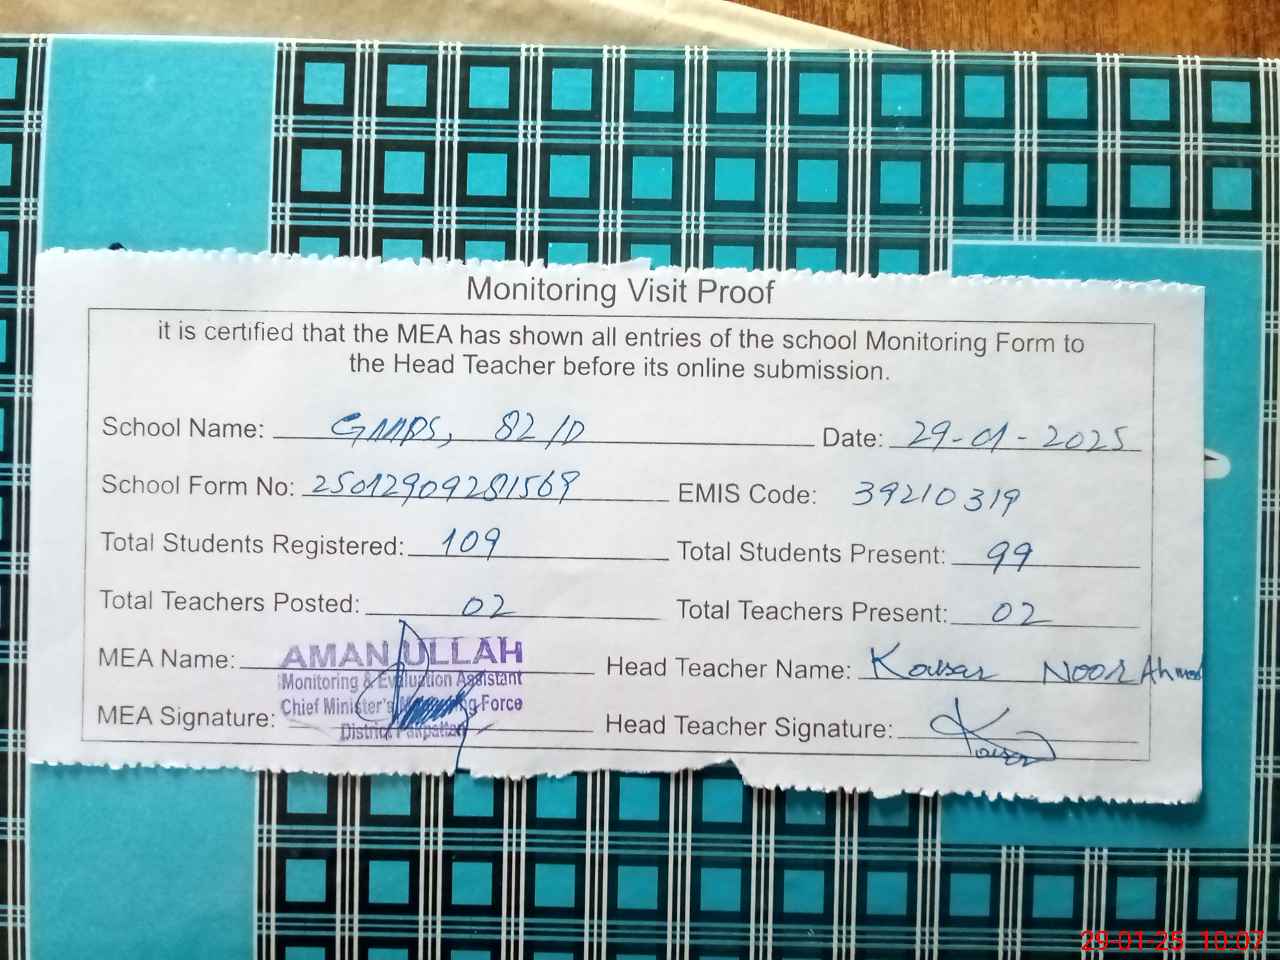 Monitoring Visit Proof
it is certified that the MEA has shown all entries of the school Monitoring Form to
the Head Teacher before its online submission.
School Name: GMPS, 82/D Date: 29-01-2025
School Form No: 25012909281569 EMIS Code: 39210319
Total Students Registered: 109 Total Students Present: 99
Total Teachers Posted: 02 Total Teachers Present: 02
MEA Name: AMAN ULLAH Head Teacher Name: Kousar Noor Ahmad
Monitoring & Evaluation Assistant
Chief Minister's Monitoring Force
MEA Signature: Head Teacher Signature: Kousar
District Pakpattan
29-01-25 10:07